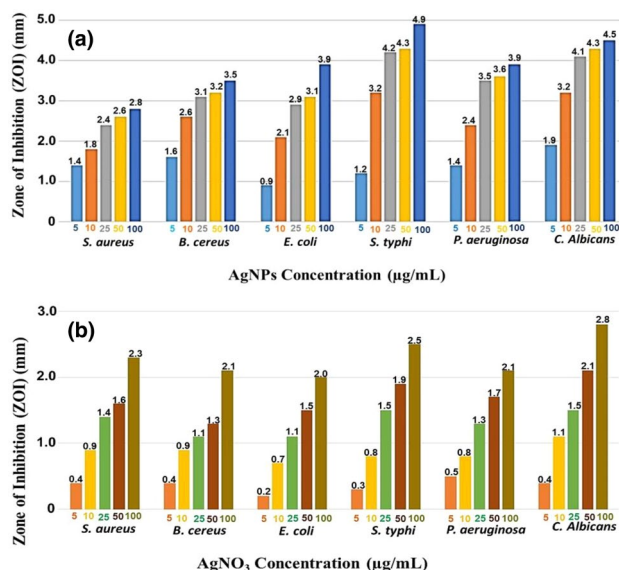 (a)
Zone of Inhibition (ZOI) (mm)
5.0
4.0
3.0
2.0
1.0
0
1.4 1.8 2.4 2.6 2.8
1.6 2.6 3.1 3.2 3.5
0.9 2.1 2.9 3.1 3.9
1.2 3.2 4.2 4.3 4.9
1.4 2.4 3.5 3.6 3.9
1.9 3.2 4.1 4.3 4.5
5 10 25 50 100 5 10 25 50 100 5 10 25 50 100 5 10 25 50 100 5 10 25 50 100 5 10 25 50 100
S. aureus B. cereus E. coli S. typhi P. aeruginosa C. Albicans
AgNPs Concentration (µg/mL)
(b)
Zone of Inhibition (ZOI) (mm)
3.0
2.0
1.0
0
0.4 0.9 1.4 1.6 2.3
0.4 0.9 1.1 1.3 2.1
0.2 0.7 1.1 1.5 2.0
0.3 0.8 1.5 1.9 2.5
0.5 0.8 1.3 1.7 2.1
0.4 1.1 1.5 2.1 2.8
5 10 25 50 100 5 10 25 50 100 5 10 25 50 100 5 10 25 50 100 5 10 25 50 100 5 10 25 50 100
S. aureus B. cereus E. coli S. typhi P. aeruginosa C. Albicans
AgNO₃ Concentration (µg/mL)